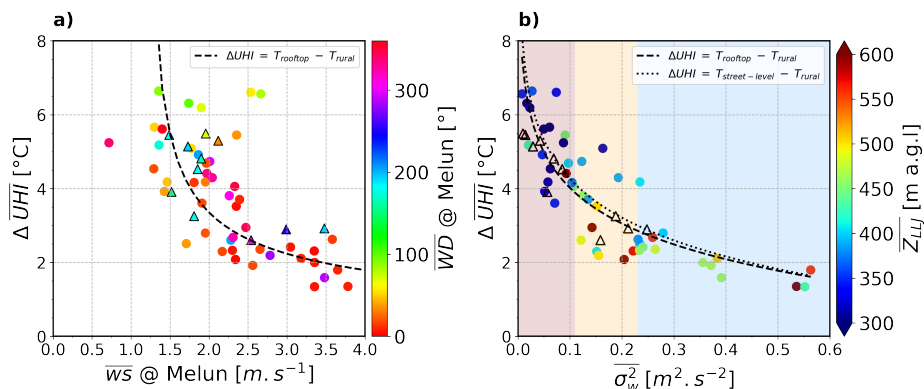 a)
ΔUHI = T_rooftop − T_rural
8
6
4
2
0
0.0 0.5 1.0 1.5 2.0 2.5 3.0 3.5 4.0
Δ UHI [°C]
ws @ Melun [m. s⁻¹]
300
200
100
0
WD @ Melun [°]
b)
ΔUHI = T_rooftop − T_rural
ΔUHI = T_street−level − T_rural
8
6
4
2
0
0.0 0.1 0.2 0.3 0.4 0.5 0.6
Δ UHI [°C]
σ_w² [m². s⁻²]
600
550
500
450
400
350
300
Z_LLJ [m a.g.l]